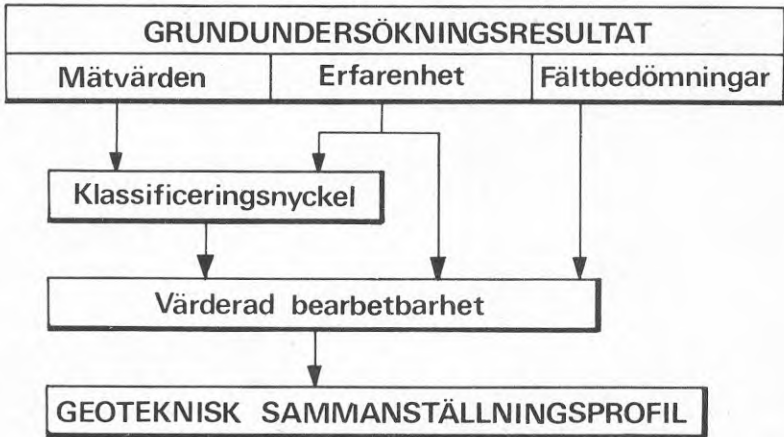 GRUNDUNDERSÖKNINGSRESULTAT
Mätvärden Erfarenhet Fältbedömningar
Klassificeringsnyckel
Värderad bearbetbarhet
GEOTEKNISK SAMMANSTÄLLNINGSPROFIL